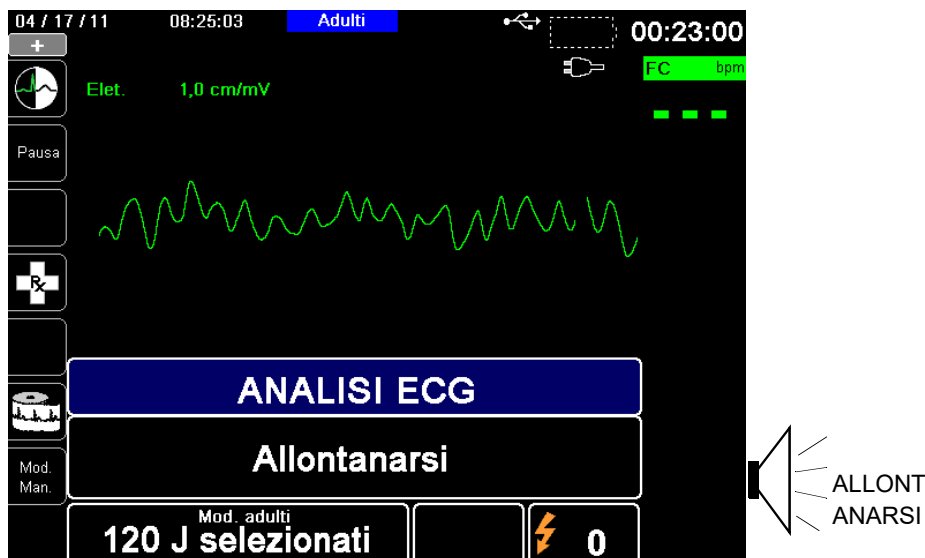 04 / 17 / 11 08:25:03 Adulti 00:23:00
+
FC bpm
Elet. 1,0 cm/mV
- - -
Pausa
Rx
ANALISI ECG
Allontanarsi
Mod.
Man.
ALLONT
ANARSI
Mod. adulti
120 J selezionati 0